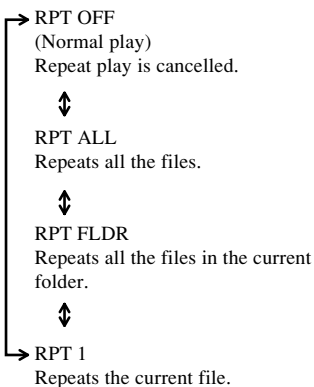 RPT OFF
(Normal play)
Repeat play is cancelled.
RPT ALL
Repeats all the files.
RPT FLDR
Repeats all the files in the current
folder.
RPT 1
Repeats the current file.